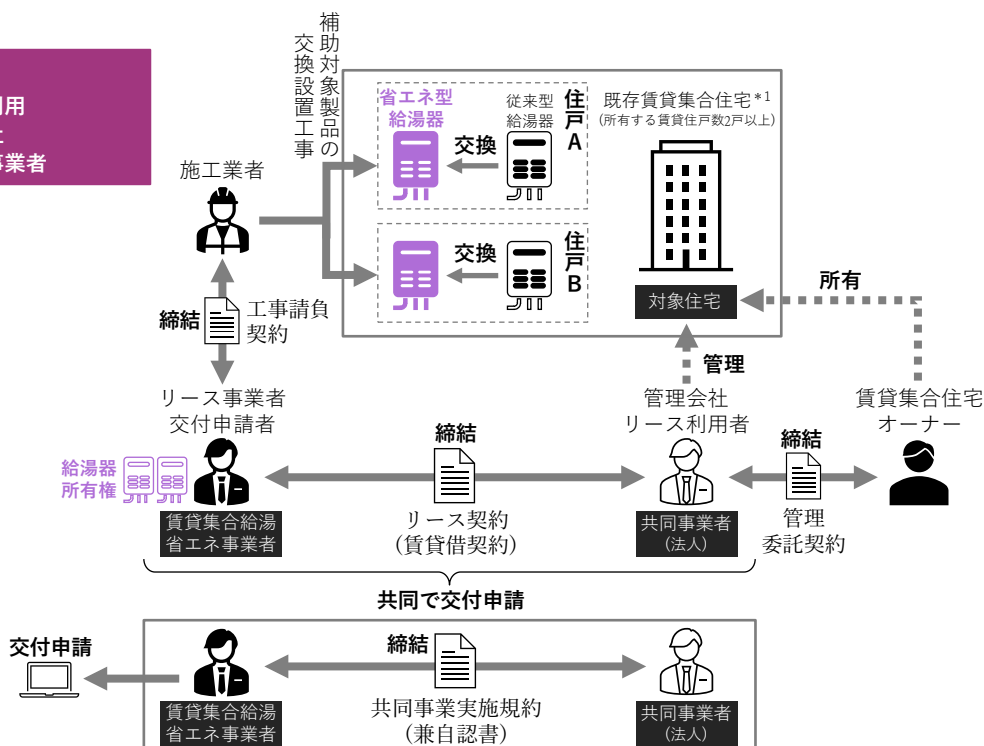 用
事業者
補助対象製品の
交換設置工事
施工業者
省エネ型
給湯器
従来型
給湯器
住戸A
交換
既存賃貸集合住宅*1
(所有する賃貸住戸数2戸以上)
交換
住戸B
対象住宅
所有
締結
工事請負
契約
管理
リース事業者
交付申請者
管理会社
リース利用者
賃貸集合住宅
オーナー
給湯器
所有権
締結
締結
賃貸集合給湯
省エネ事業者
リース契約
(賃貸借契約)
共同事業者
(法人)
管理
委託契約
共同で交付申請
交付申請
締結
賃貸集合給湯
省エネ事業者
共同事業実施規約
(兼自認書)
共同事業者
(法人)